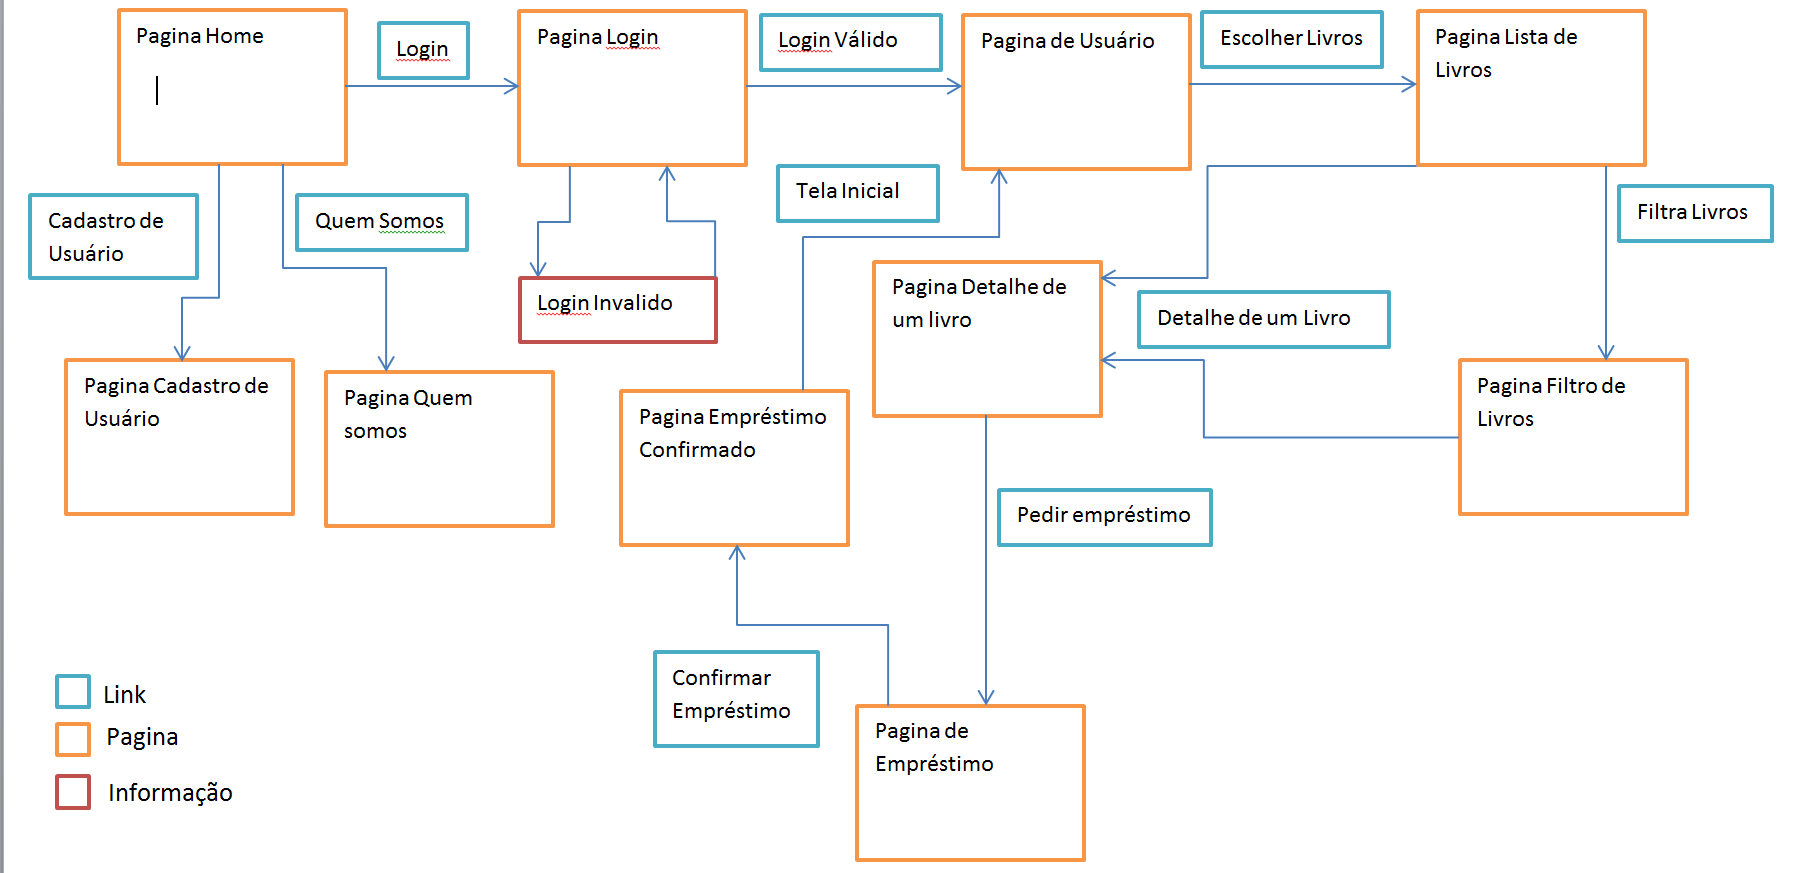 Pagina Home
Login
Pagina Login
Login Válido
Pagina de Usuário
Escolher Livros
Pagina Lista de
Livros
Cadastro de
Usuário
Quem Somos
Tela Inicial
Filtra Livros
Login Invalido
Pagina Detalhe de
um livro
Detalhe de um Livro
Pagina Cadastro de
Usuário
Pagina Quem
somos
Pagina Empréstimo
Confirmado
Pagina Filtro de
Livros
Pedir empréstimo
Confirmar
Empréstimo
Pagina de
Empréstimo
Link
Pagina
Informação